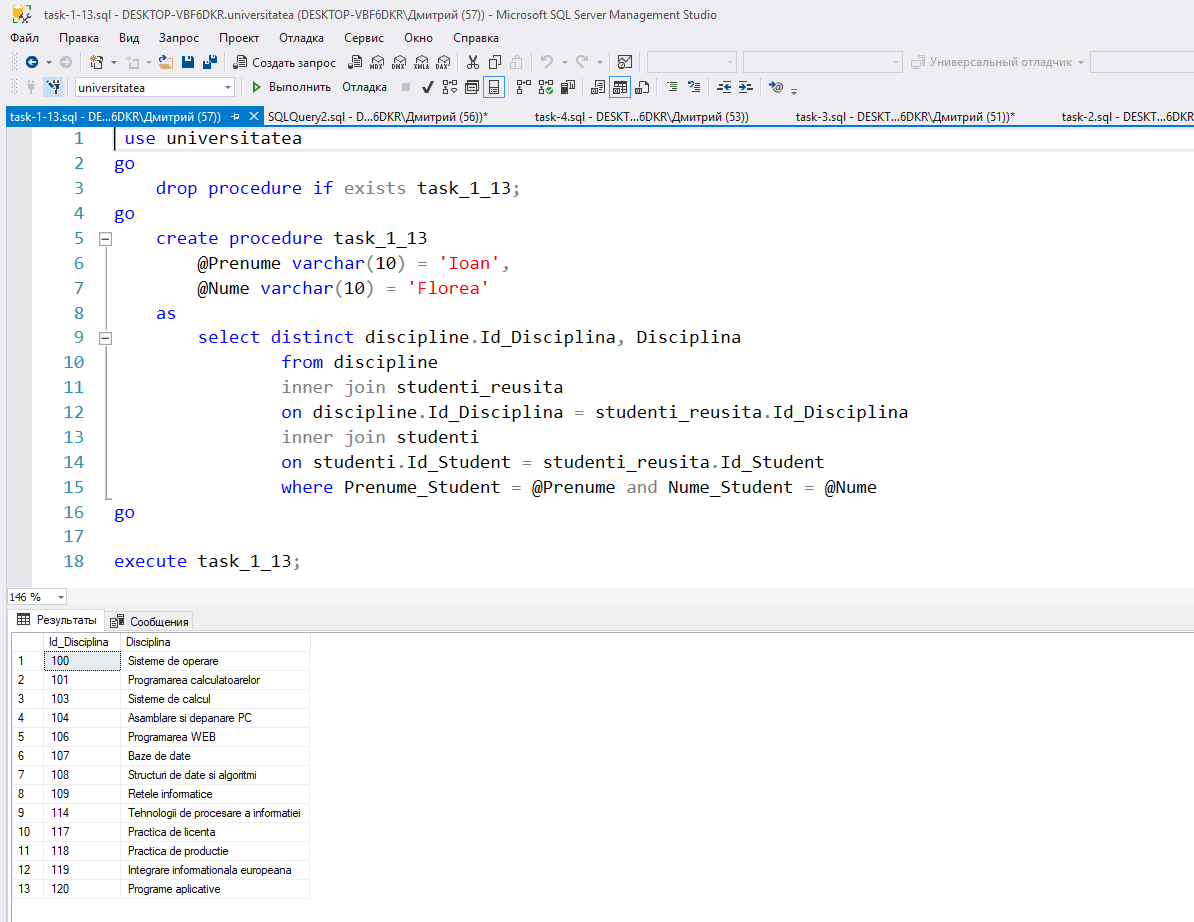 task-1-13.sql - DESKTOP-VBF6DKR.universitatea (DESKTOP-VBF6DKR\Дмитрий (57)) - Microsoft SQL Server Management Studio
Файл Правка Вид Запрос Проект Отладка Сервис Окно Справка
Создать запрос MDX DMX XMLA DAX Универсальный отладчик
universitatea Выполнить Отладка
task-1-13.sql - DE...6DKR\Дмитрий (57)) SQLQuery2.sql - D...6DKR\Дмитрий (56))* task-4.sql - DESKT...6DKR\Дмитрий (53)) task-3.sql - DESKT...6DKR\Дмитрий (51))* task-2.sql - DESKT...6DKR
1 use universitatea
2 go
3 drop procedure if exists task_1_13;
4 go
5 create procedure task_1_13
6 @Prenume varchar(10) = 'Ioan',
7 @Nume varchar(10) = 'Florea'
8 as
9 select distinct discipline.Id_Disciplina, Disciplina
10 from discipline
11 inner join studenti_reusita
12 on discipline.Id_Disciplina = studenti_reusita.Id_Disciplina
13 inner join studenti
14 on studenti.Id_Student = studenti_reusita.Id_Student
15 where Prenume_Student = @Prenume and Nume_Student = @Nume
16 go
17
18 execute task_1_13;
146 %
Результаты Сообщения
Id_Disciplina Disciplina
1 100 Sisteme de operare
2 101 Programarea calculatoarelor
3 103 Sisteme de calcul
4 104 Asamblare si depanare PC
5 106 Programarea WEB
6 107 Baze de date
7 108 Structuri de date si algoritmi
8 109 Retele informatice
9 114 Tehnologii de procesare a informatiei
10 117 Practica de licenta
11 118 Practica de productie
12 119 Integrare informationala europeana
13 120 Programe aplicative